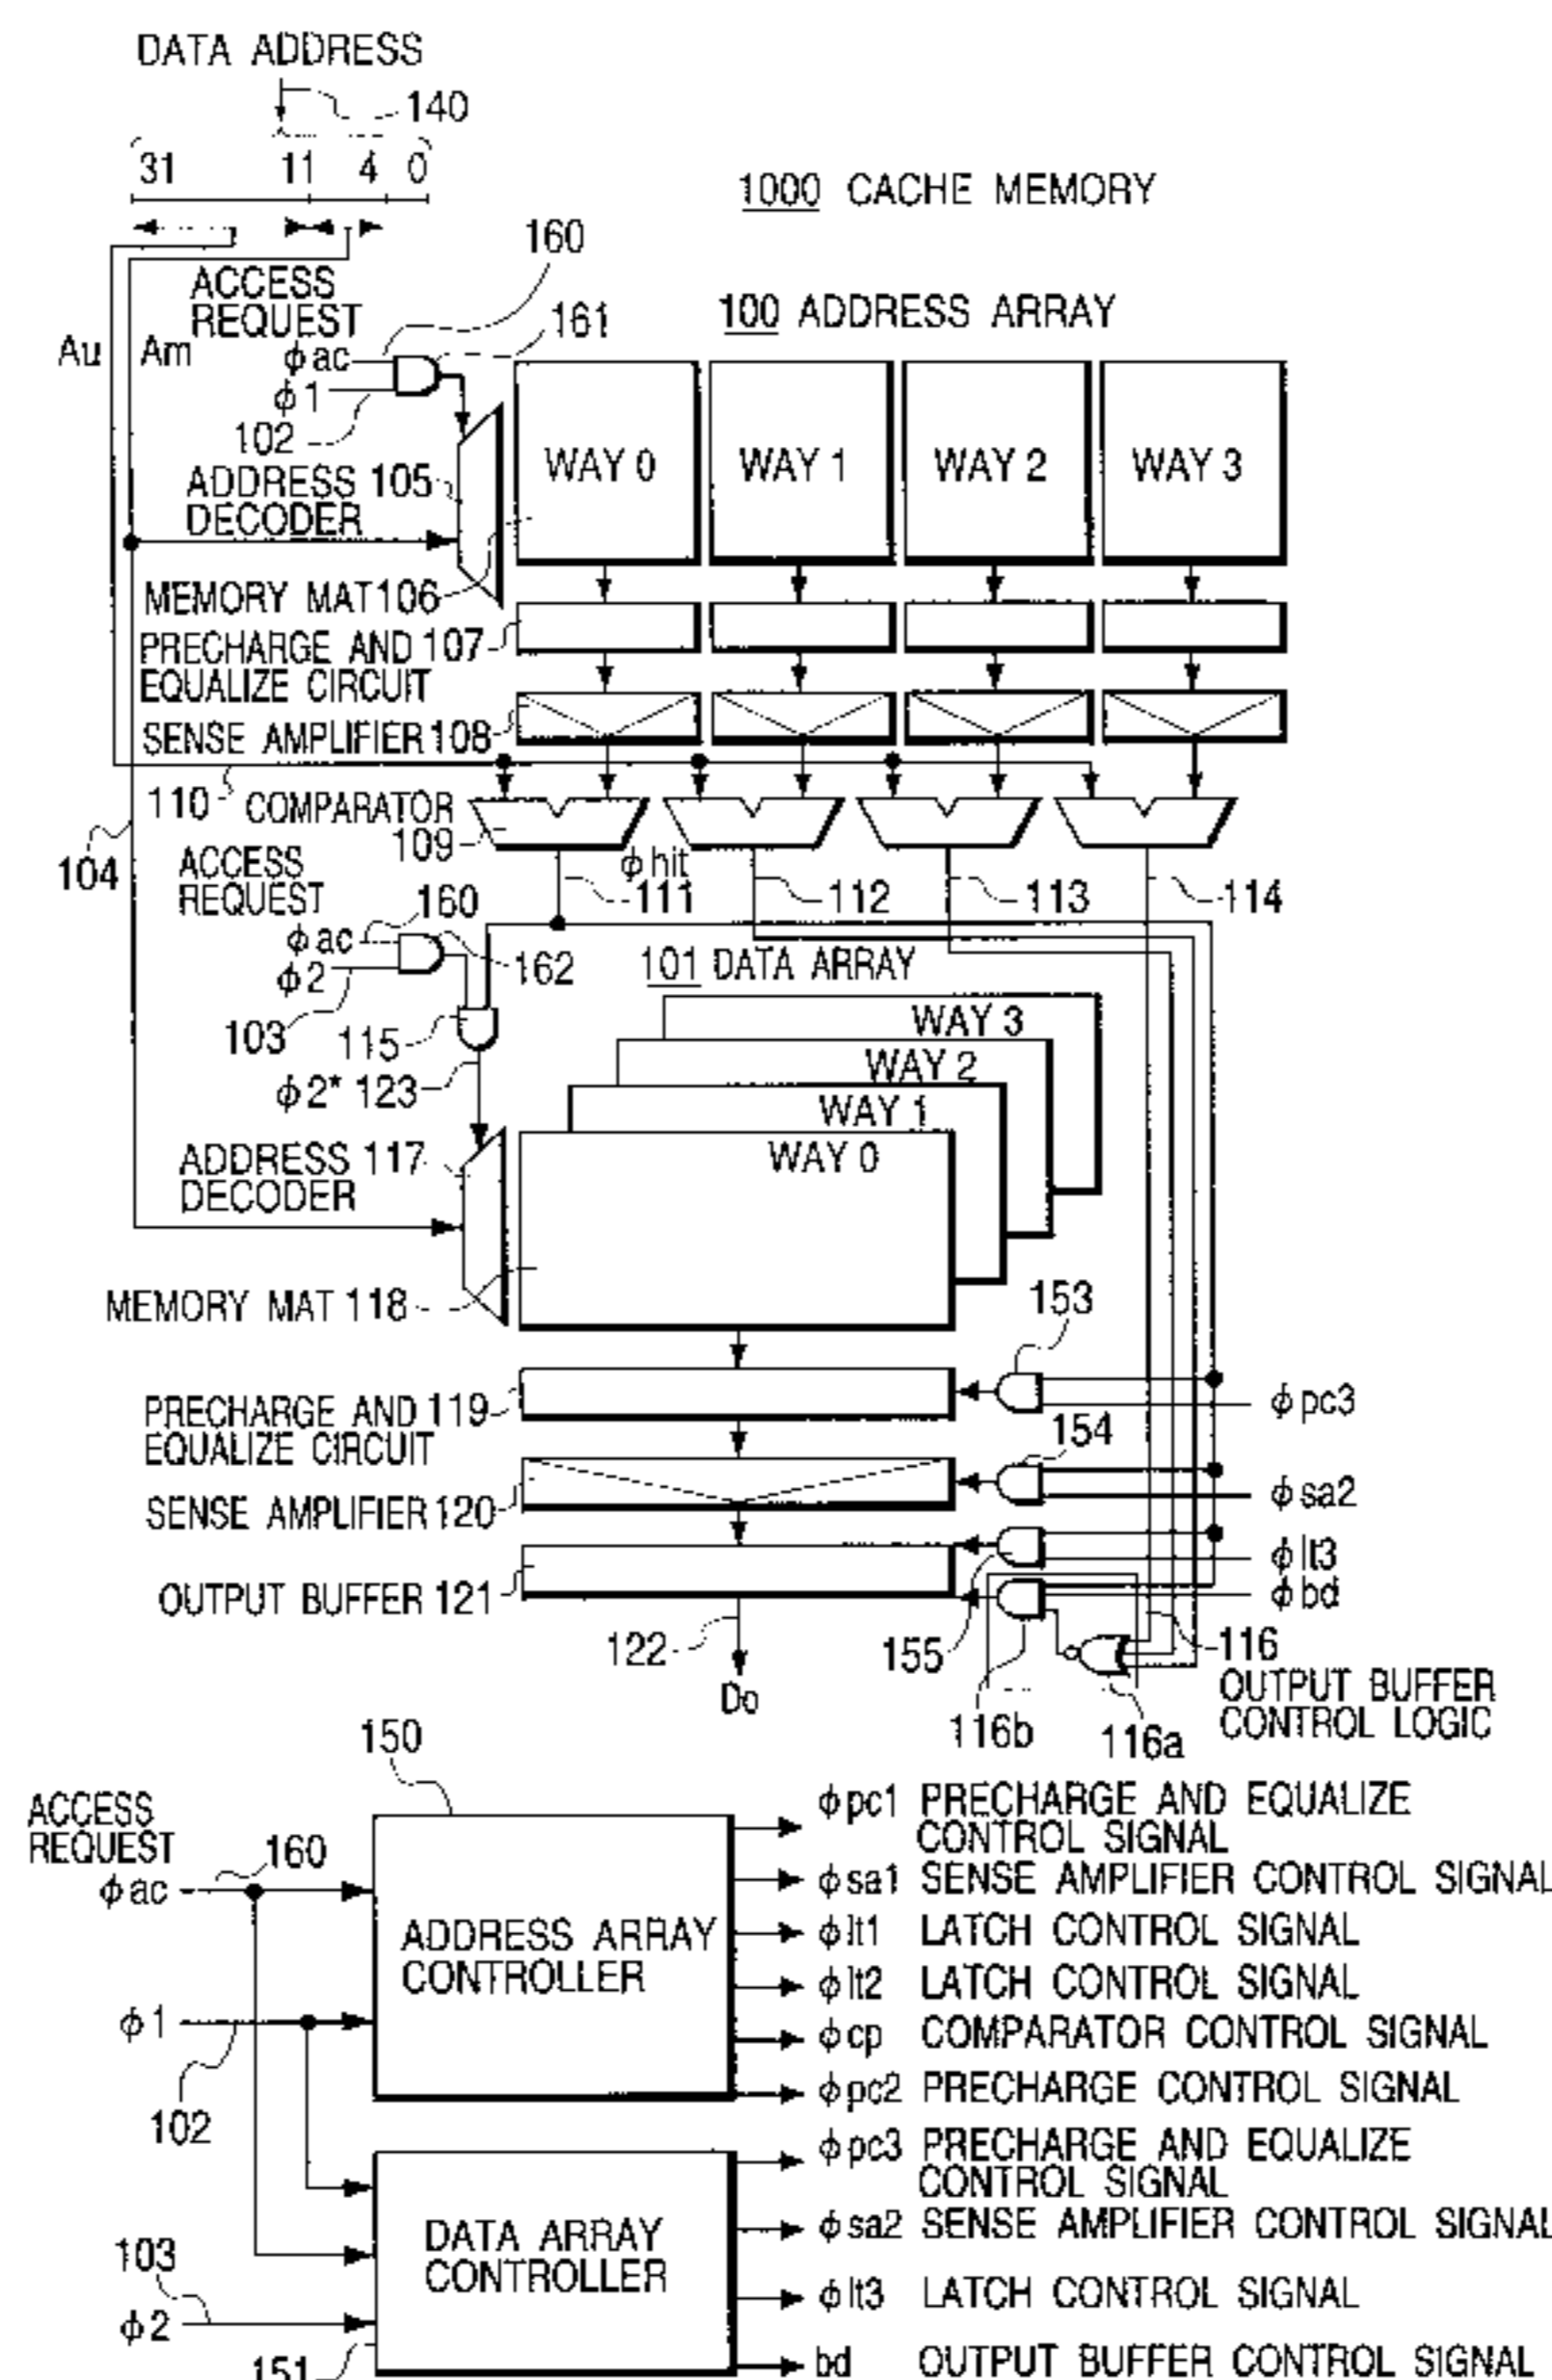 DATA ADDRESS
140
31 11 4 0
1000 CACHE MEMORY
160
ACCESS
REQUEST
161
100 ADDRESS ARRAY
Au Am
ϕac
ϕ1
102
WAY 0 WAY 1 WAY 2 WAY 3
ADDRESS 105
DECODER
MEMORY MAT 106
PRECHARGE AND 107
EQUALIZE CIRCUIT
SENSE AMPLIFIER 108
110 COMPARATOR
109
104
ϕhit
111 112 113 114
ACCESS
REQUEST
160
ϕac
ϕ2
162
101 DATA ARRAY
103
115
WAY 3
WAY 2
WAY 1
WAY 0
ϕ2* 123
ADDRESS 117
DECODER
MEMORY MAT 118
153
PRECHARGE AND 119
EQUALIZE CIRCUIT
ϕpc3
154
SENSE AMPLIFIER 120
ϕsa2
ϕlt3
OUTPUT BUFFER 121
ϕbd
122
155
116
OUTPUT BUFFER
CONTROL LOGIC
Do
116b
116a
150
ACCESS
REQUEST
160
ϕac
ϕ1
102
ADDRESS ARRAY
CONTROLLER
ϕpc1 PRECHARGE AND EQUALIZE
CONTROL SIGNAL
ϕsa1 SENSE AMPLIFIER CONTROL SIGNAL
ϕlt1 LATCH CONTROL SIGNAL
ϕlt2 LATCH CONTROL SIGNAL
ϕcp COMPARATOR CONTROL SIGNAL
ϕpc2 PRECHARGE CONTROL SIGNAL
103
ϕ2
151
DATA ARRAY
CONTROLLER
ϕpc3 PRECHARGE AND EQUALIZE
CONTROL SIGNAL
ϕsa2 SENSE AMPLIFIER CONTROL SIGNAL
ϕlt3 LATCH CONTROL SIGNAL
bd OUTPUT BUFFER CONTROL SIGNAL